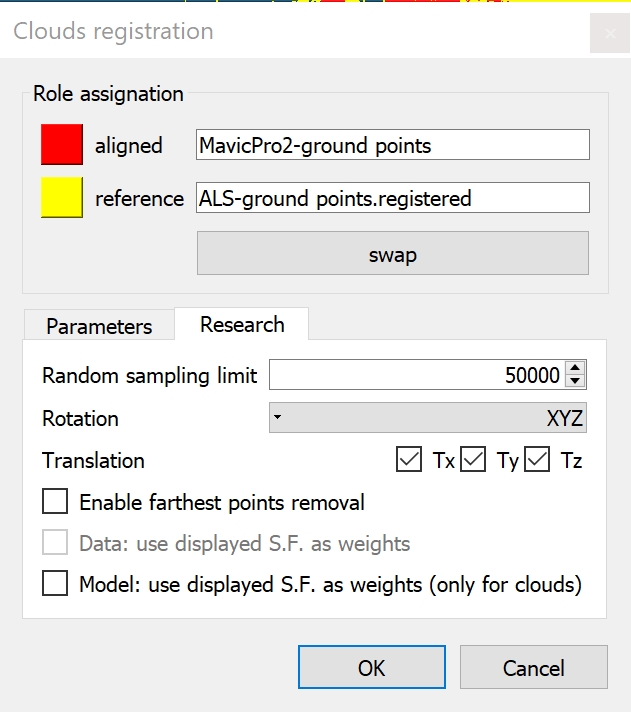 Clouds registration
Role assignation
aligned MavicPro2-ground points
reference ALS-ground points.registered
swap
Parameters Research
Random sampling limit 50000
Rotation XYZ
Translation Tx Ty Tz
Enable farthest points removal
Data: use displayed S.F. as weights
Model: use displayed S.F. as weights (only for clouds)
OK Cancel